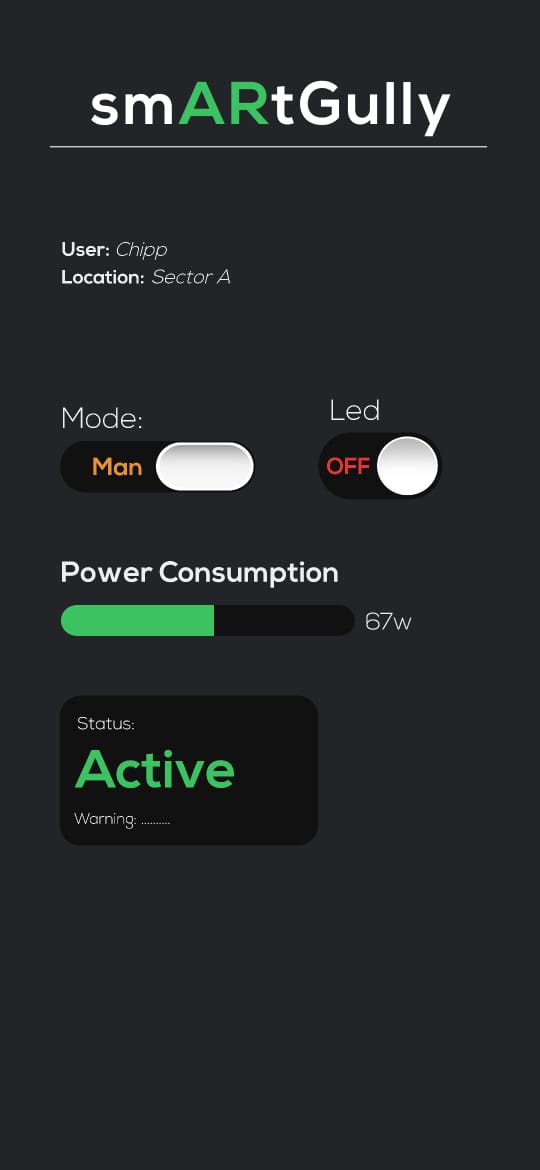 smARtGully
User: Chipp
Location: Sector A
Mode:
Led
Man
OFF
Power Consumption
67w
Status:
Active
Warning: ..........